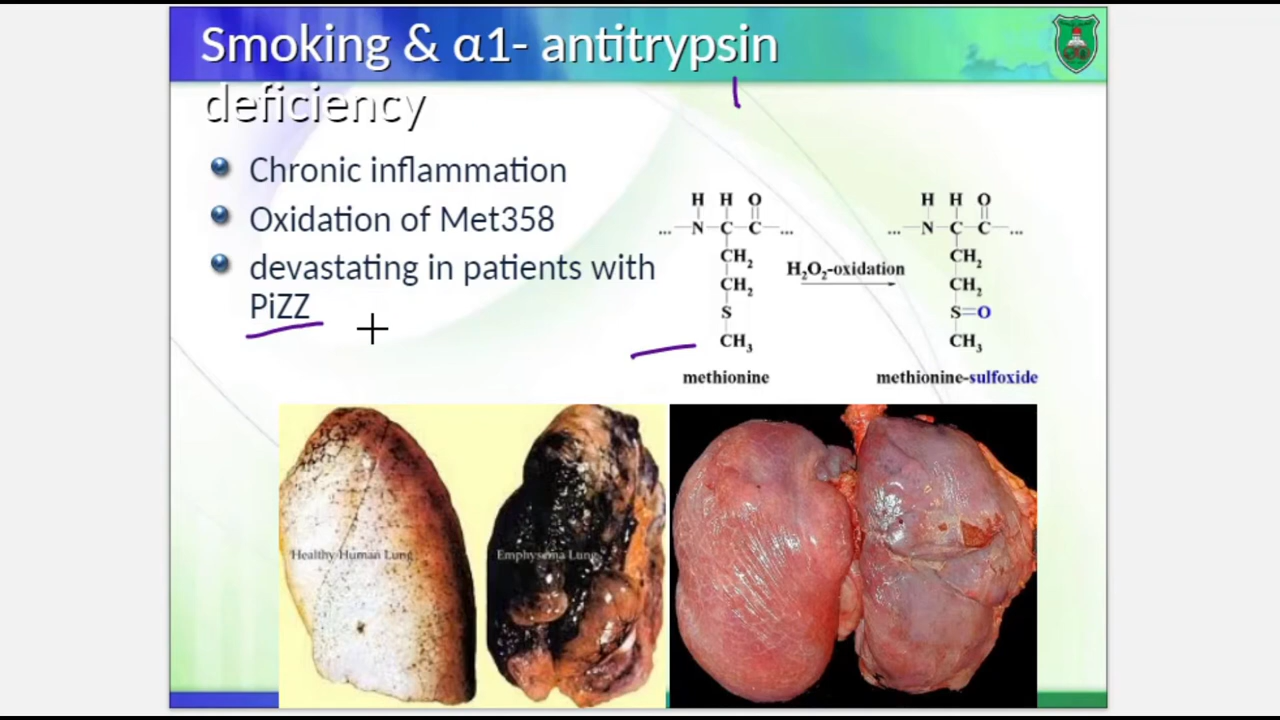 Smoking & α1- antitrypsin
deficiency
Chronic inflammation
Oxidation of Met358
devastating in patients with
PiZZ
H H O
... N C C ...
CH₂
CH₂
S
CH₃
methionine
H₂O₂-oxidation
H H O
... N C C ...
CH₂
CH₂
S=O
CH₃
methionine-sulfoxide
Healthy Human Lung
Emphysema Lung